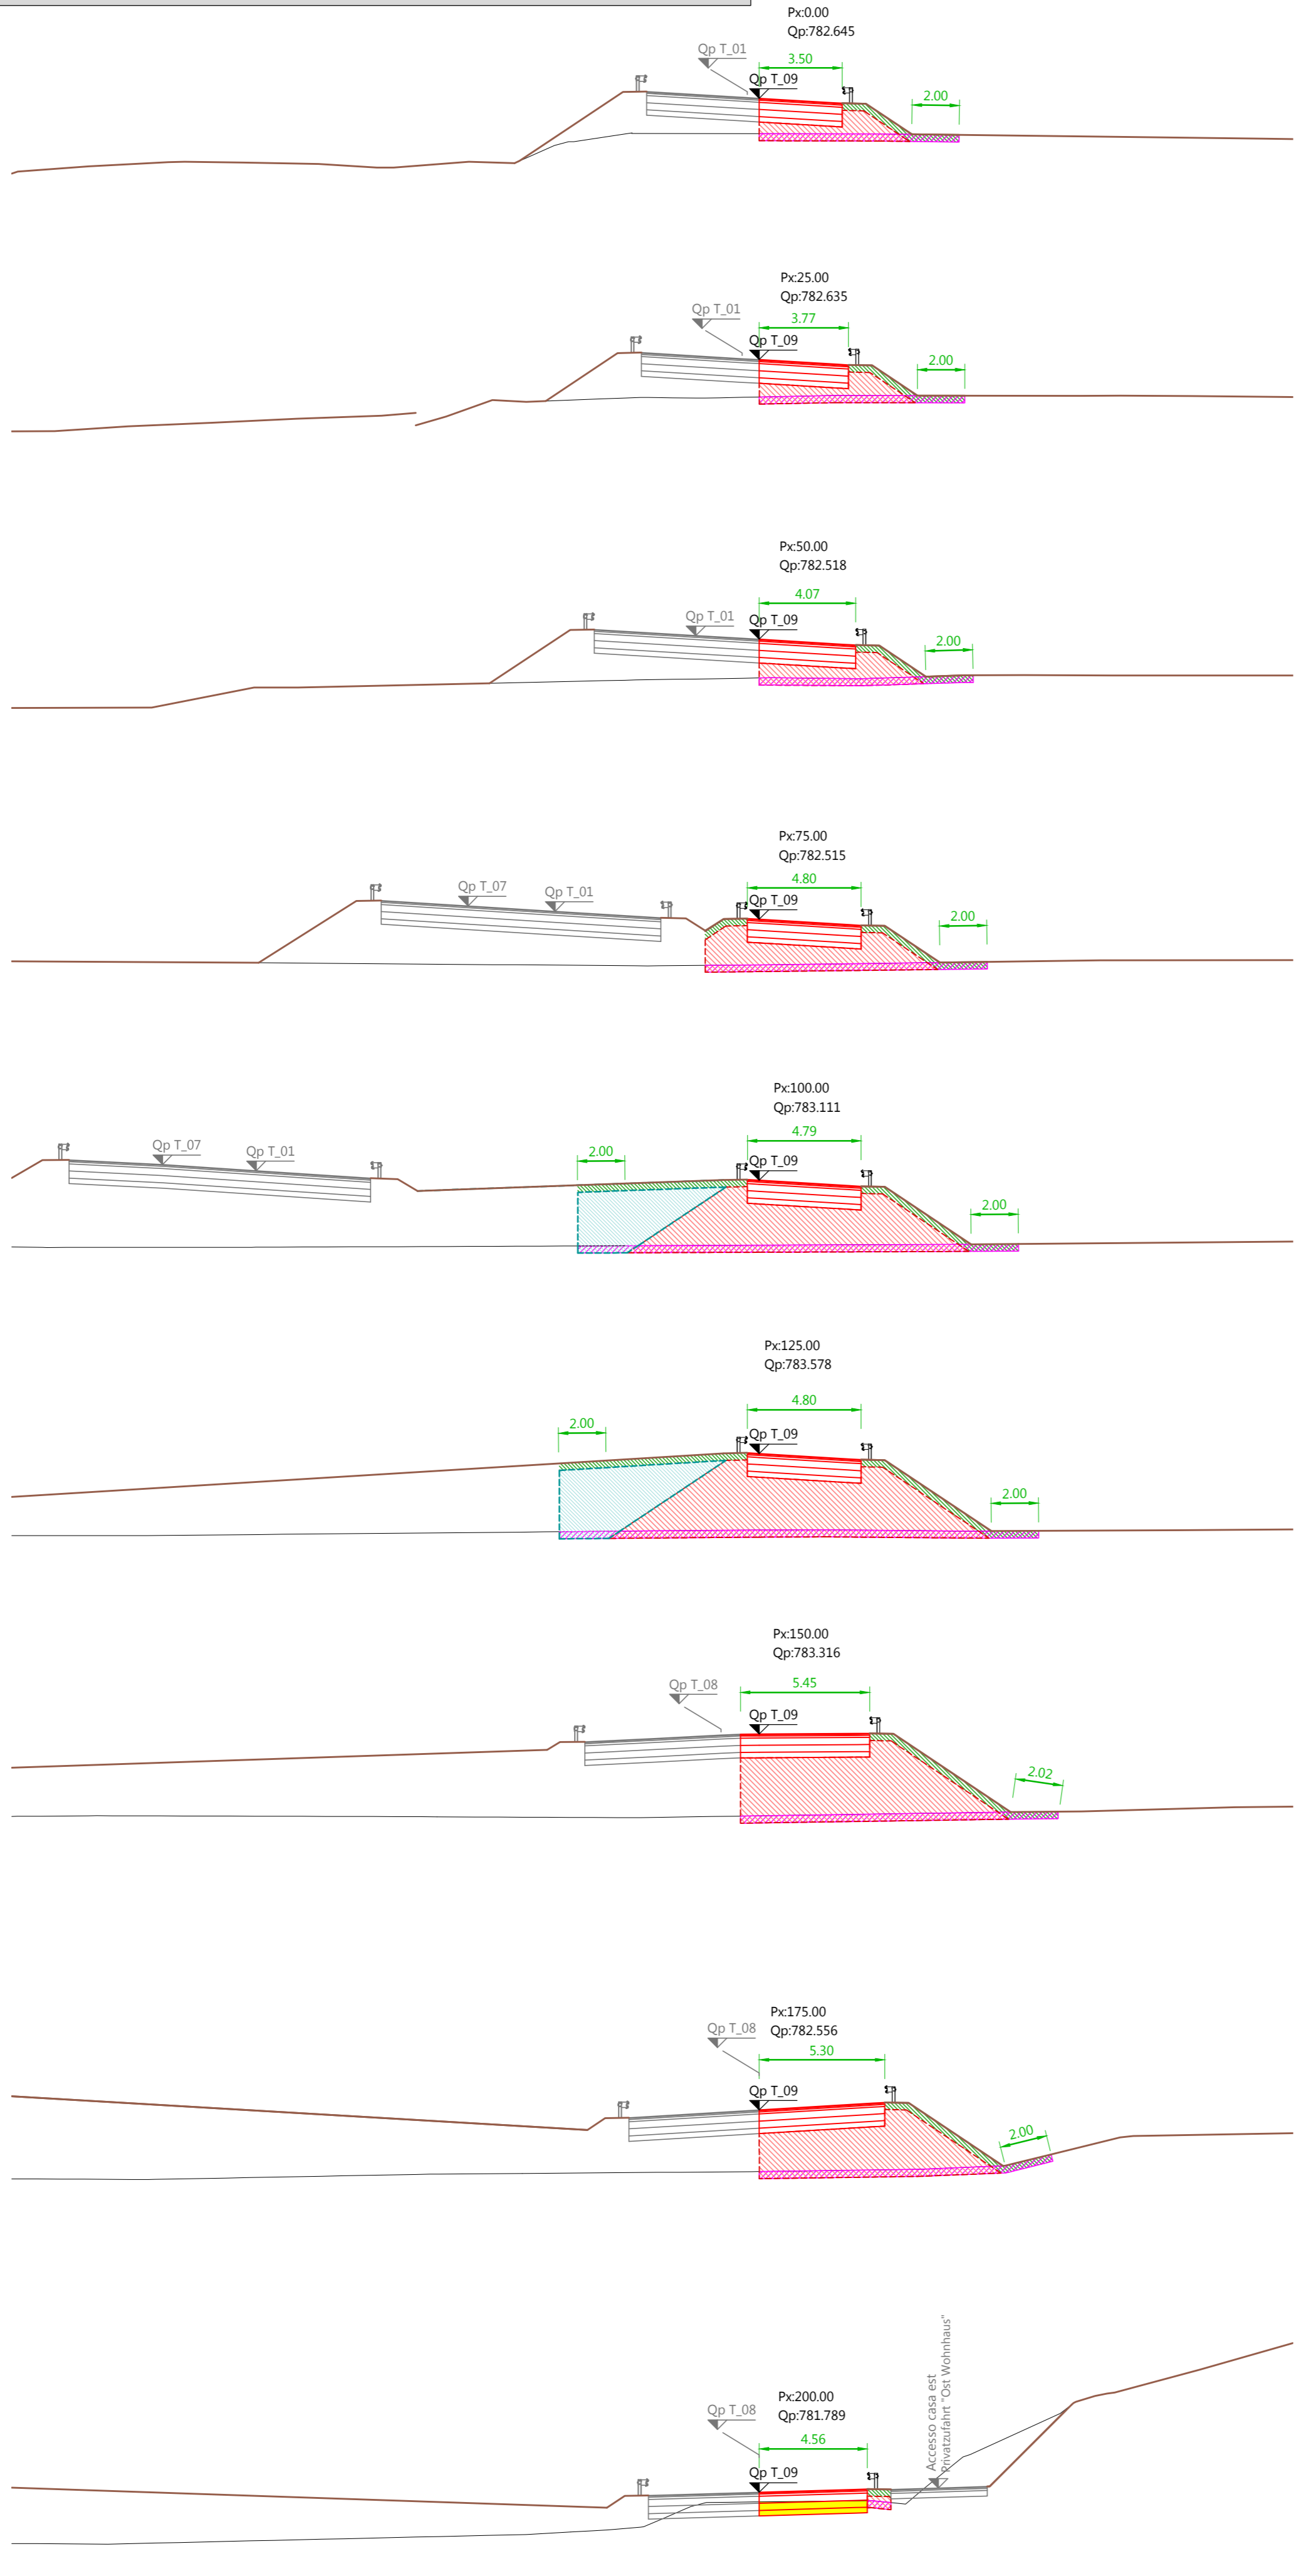 Px:0.00
Qp:782.645
Qp T_01
3.50
Qp T_09
2.00
Px:25.00
Qp:782.635
Qp T_01
3.77
Qp T_09
2.00
Px:50.00
Qp:782.518
4.07
Qp T_01
Qp T_09
2.00
Px:75.00
Qp:782.515
4.80
Qp T_07
Qp T_01
Qp T_09
2.00
Px:100.00
Qp:783.111
4.79
Qp T_07
Qp T_01
2.00
Qp T_09
2.00
Px:125.00
Qp:783.578
4.80
2.00
Qp T_09
2.00
Px:150.00
Qp:783.316
5.45
Qp T_08
Qp T_09
2.02
Px:175.00
Qp:782.556
Qp T_08
5.30
Qp T_09
2.00
Px:200.00
Qp:781.789
Qp T_08
4.56
Qp T_09
Accesso casa est
Privatzufahrt "Ost Wohnhaus"